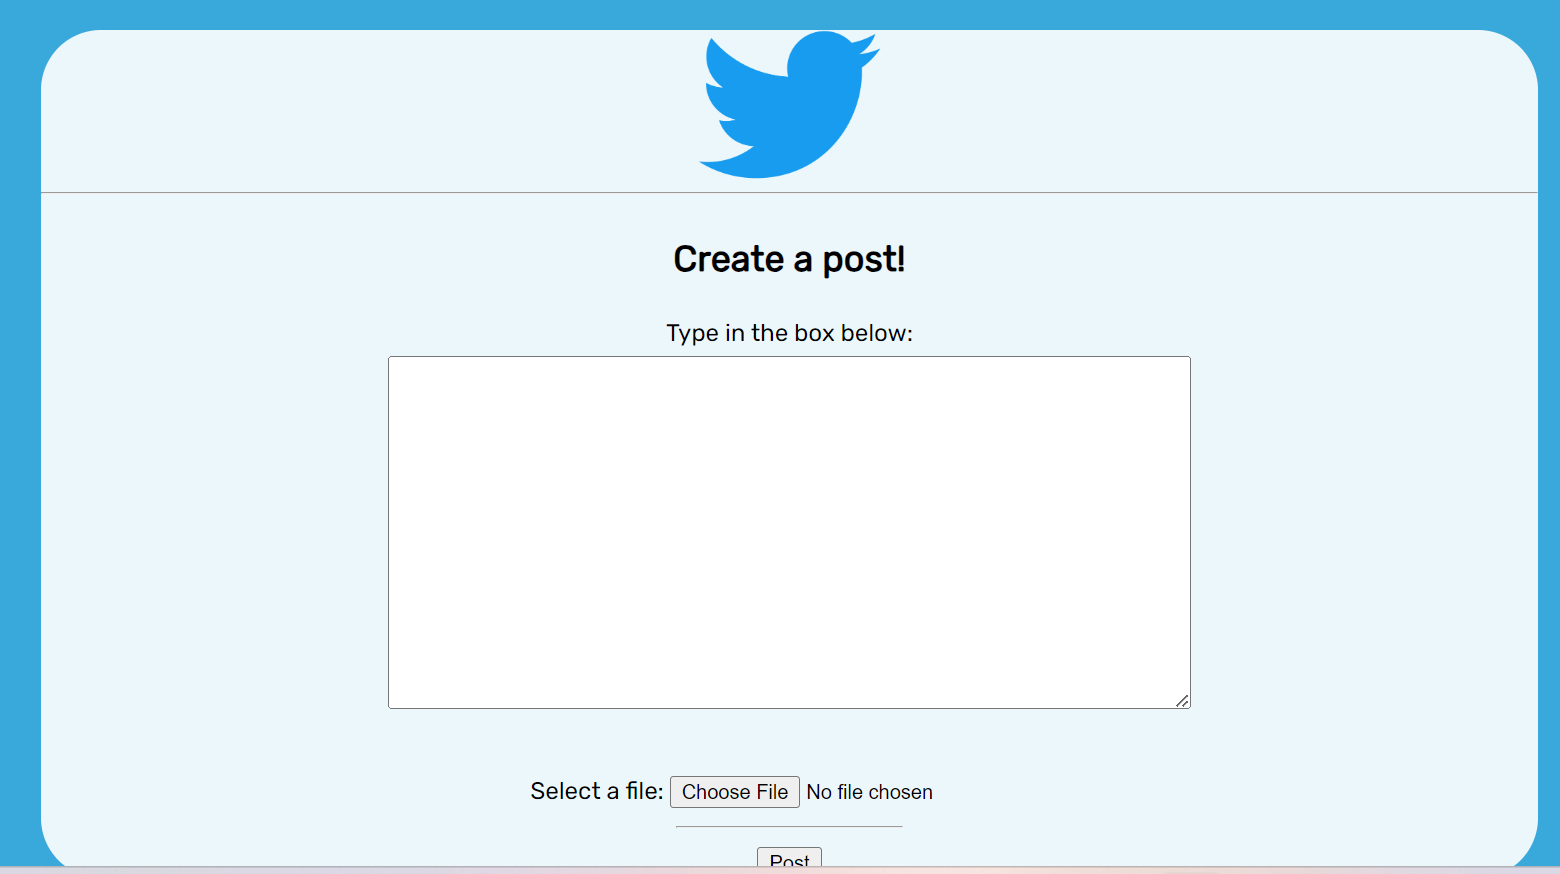 Create a post!
Type in the box below:
Select a file: Choose File No file chosen
Post